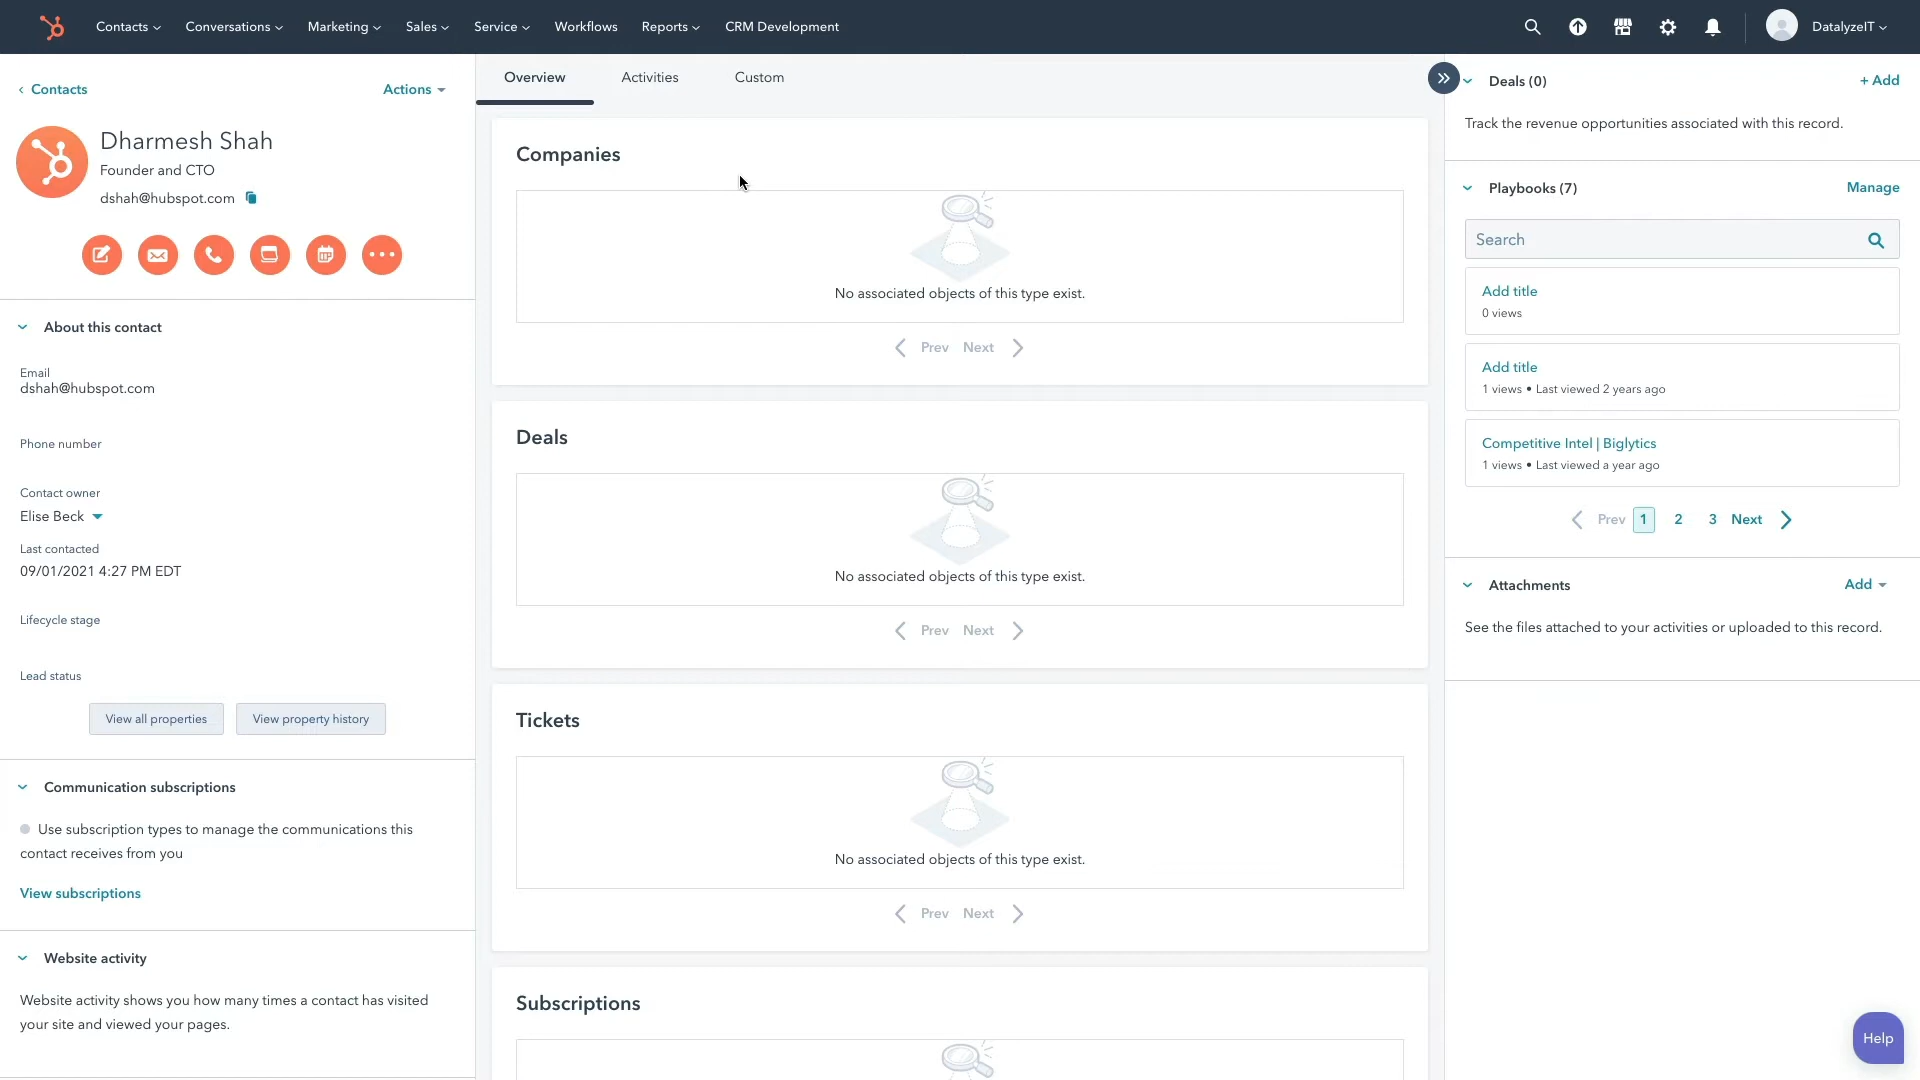 Contacts
Conversations
Marketing
Sales
Service
Workflows
Reports
CRM Development
DatalyzeIT
Contacts
Actions
Dharmesh Shah
Founder and CTO
dshah@hubspot.com
About this contact
Email
dshah@hubspot.com
Phone number
Contact owner
Elise Beck
Last contacted
09/01/2021 4:27 PM EDT
Lifecycle stage
Lead status
View all properties
View property history
Communication subscriptions
Use subscription types to manage the communications this
contact receives from you
View subscriptions
Website activity
Website activity shows you how many times a contact has visited
your site and viewed your pages.
Overview
Activities
Custom
Companies
No associated objects of this type exist.
Prev Next
Deals
No associated objects of this type exist.
Prev Next
Tickets
No associated objects of this type exist.
Prev Next
Subscriptions
Deals (0)
+ Add
Track the revenue opportunities associated with this record.
Playbooks (7)
Manage
Search
Add title
0 views
Add title
1 views • Last viewed 2 years ago
Competitive Intel | Biglytics
1 views • Last viewed a year ago
Prev 1 2 3 Next
Attachments
Add
See the files attached to your activities or uploaded to this record.
Help